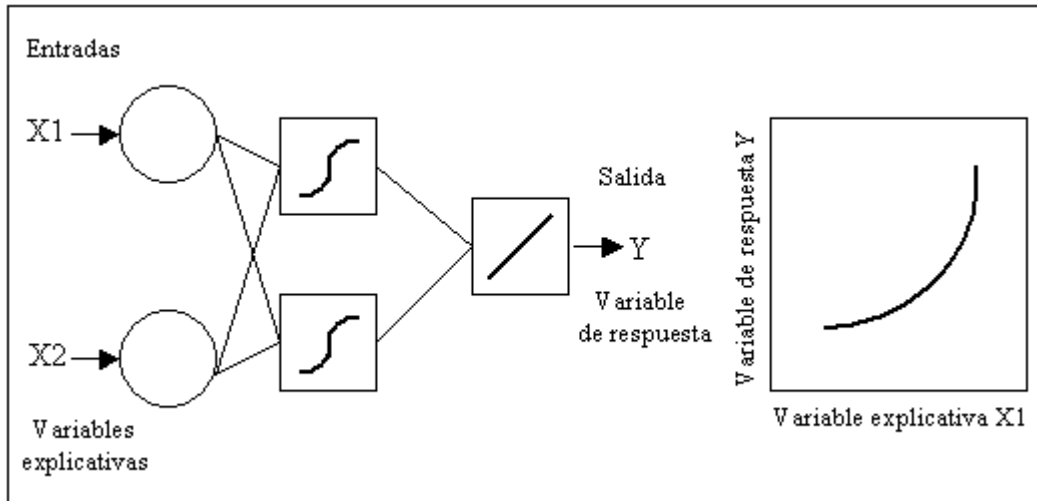 Entradas
X1
X2
Variables
explicativas
Salida
Y
Variable
de respuesta
Variable de respuesta Y
Variable explicativa X1